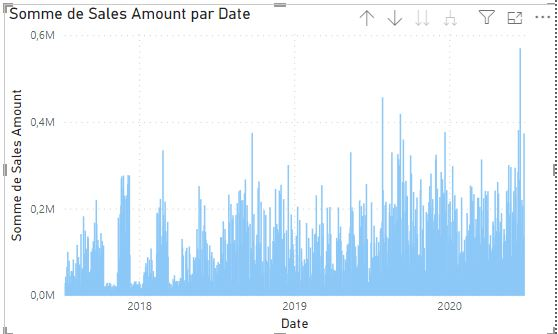 Somme de Sales Amount par Date
Somme de Sales Amount
0,6M
0,4M
0,2M
0,0M
2018 2019 2020
Date